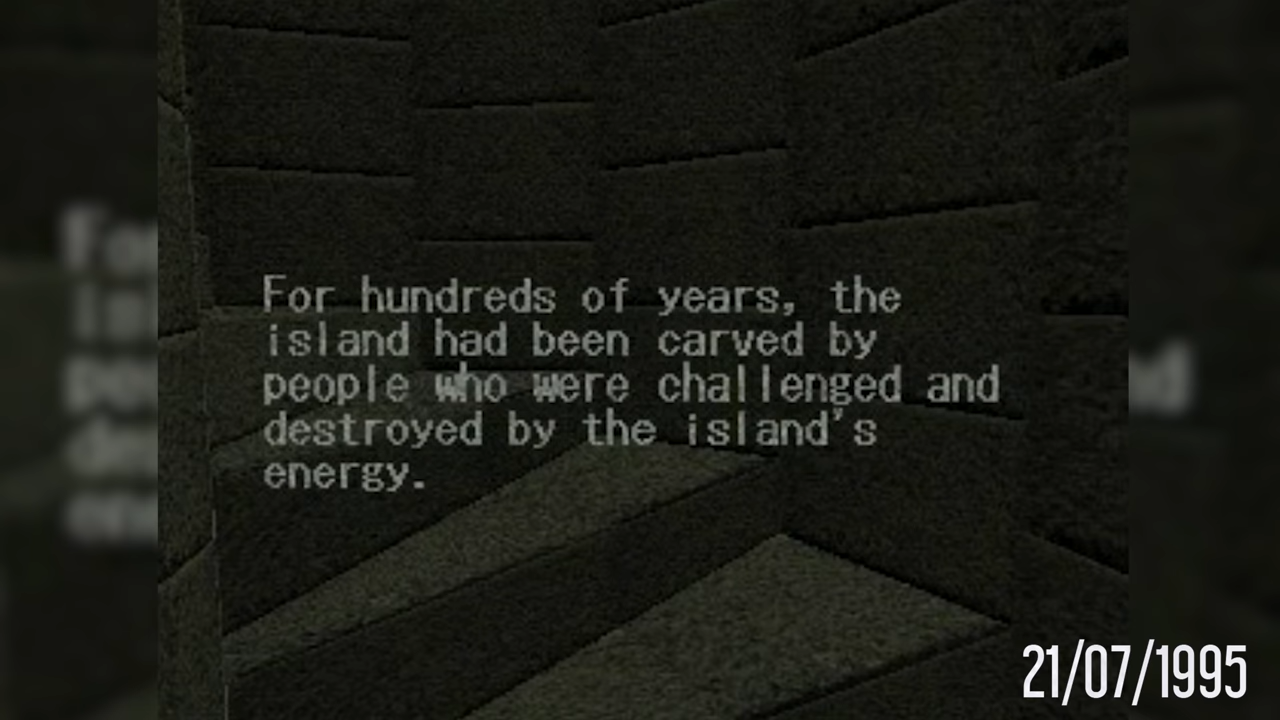 For hundreds of years, the
island had been carved by
people who were challenged and
destroyed by the island's
energy.
21/07/1995